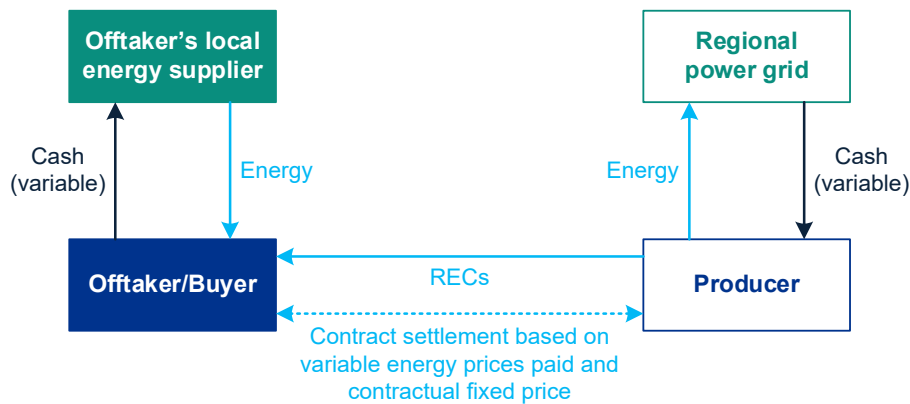 Offtaker's local
energy supplier
Regional
power grid
Cash
(variable)
Energy
Energy
Cash
(variable)
Offtaker/Buyer
RECs
Producer
Contract settlement based on
variable energy prices paid and
contractual fixed price